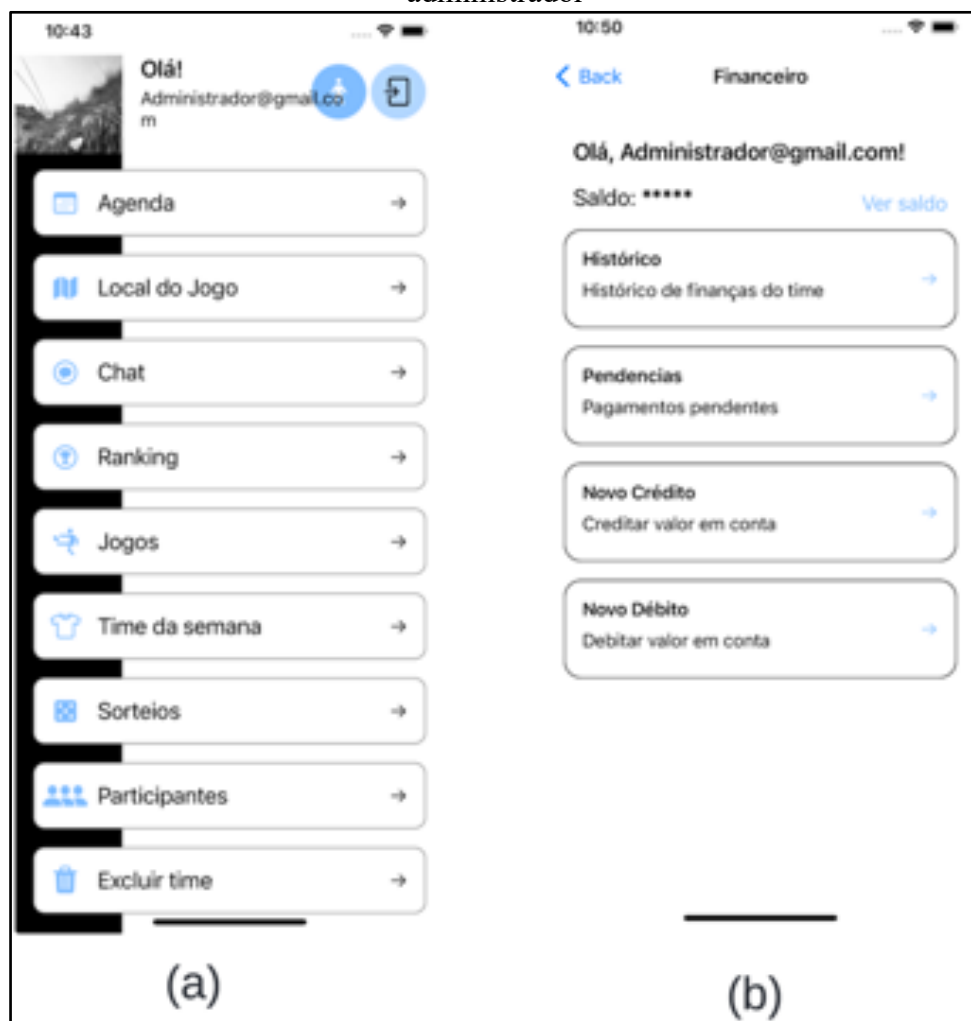 administrador
10:43
Olá!
Administrador@gmail.co
m
Agenda
Local do Jogo
Chat
Ranking
Jogos
Time da semana
Sorteios
Participantes
Excluir time
(a)
10:50
Back
Financeiro
Olá, Administrador@gmail.com!
Saldo: *****
Ver saldo
Histórico
Histórico de finanças do time
Pendencias
Pagamentos pendentes
Novo Crédito
Creditar valor em conta
Novo Débito
Debitar valor em conta
(b)